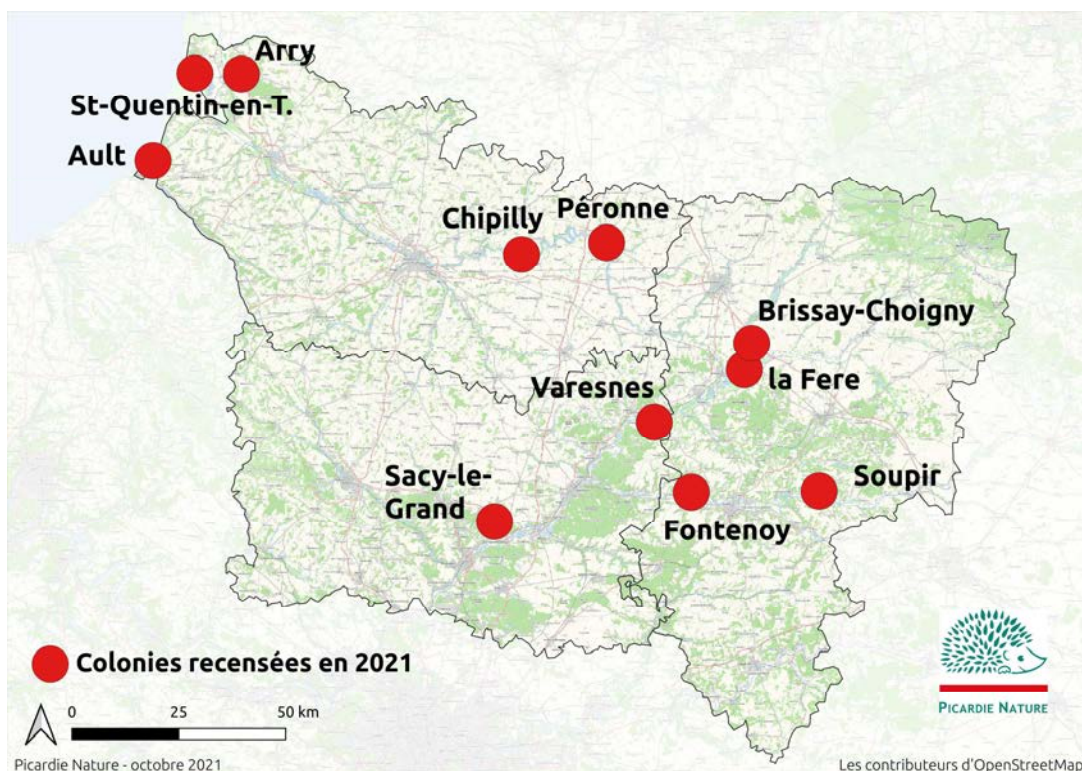 Arry
St-Quentin-en-T.
Ault
Chipilly
Péronne
Brissay-Choigny
la Fere
Varesnes
Sacy-le-
Grand
Soupir
Fontenoy
Colonies recensées en 2021
0 25 50 km
PICARDIE NATURE
Picardie Nature - octobre 2021
Les contributeurs d'OpenStreetMap